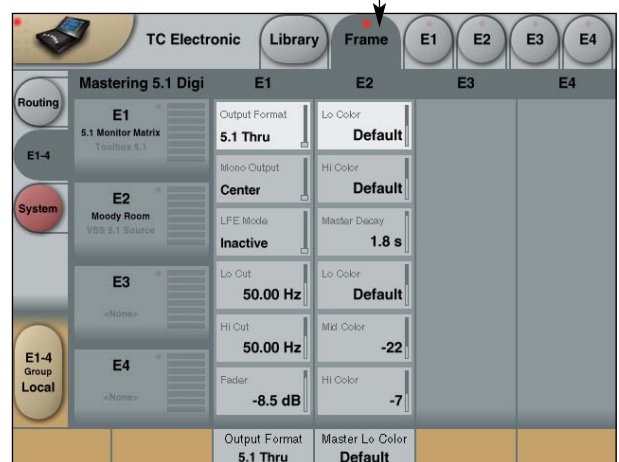 TC Electronic
Library
Frame
E1
E2
E3
E4
Mastering 5.1 Digi
E1
E2
E3
E4
Routing
E1-4
System
E1-4
Group
Local
E1
5.1 Monitor Matrix
Toolbox 5.1
E2
Moody Room
VSS 5.1 Source
E3
<None>
E4
<None>
Output Format
5.1 Thru
Mono Output
Center
LFE Mode
Inactive
Lo Cut
50.00 Hz
Hi Cut
50.00 Hz
Fader
-8.5 dB
Lo Color
Default
Hi Color
Default
Master Decay
1.8 s
Lo Color
Default
Mid Color
-22
Hi Color
-7
Output Format
5.1 Thru
Master Lo Color
Default